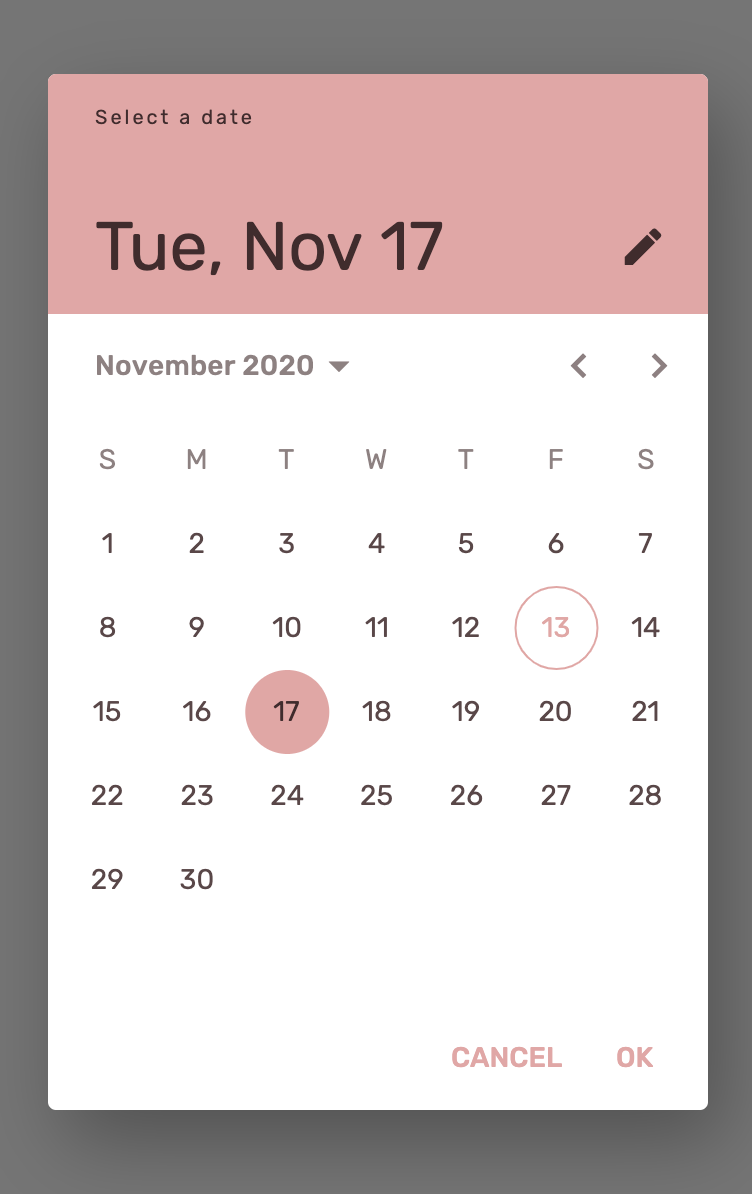 Select a date
Tue, Nov 17
November 2020
S M T W T F S
1 2 3 4 5 6 7
8 9 10 11 12 13 14
15 16 17 18 19 20 21
22 23 24 25 26 27 28
29 30
CANCEL OK